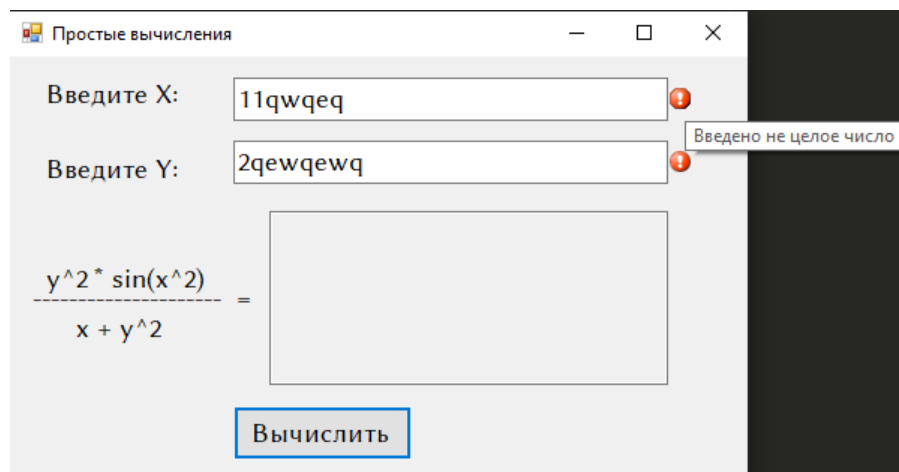 Простые вычисления
Введите X:
11qwqeq
Введено не целое число
Введите Y:
2qewqewq
y^2 * sin(x^2)
---------------------
=
x + y^2
Вычислить